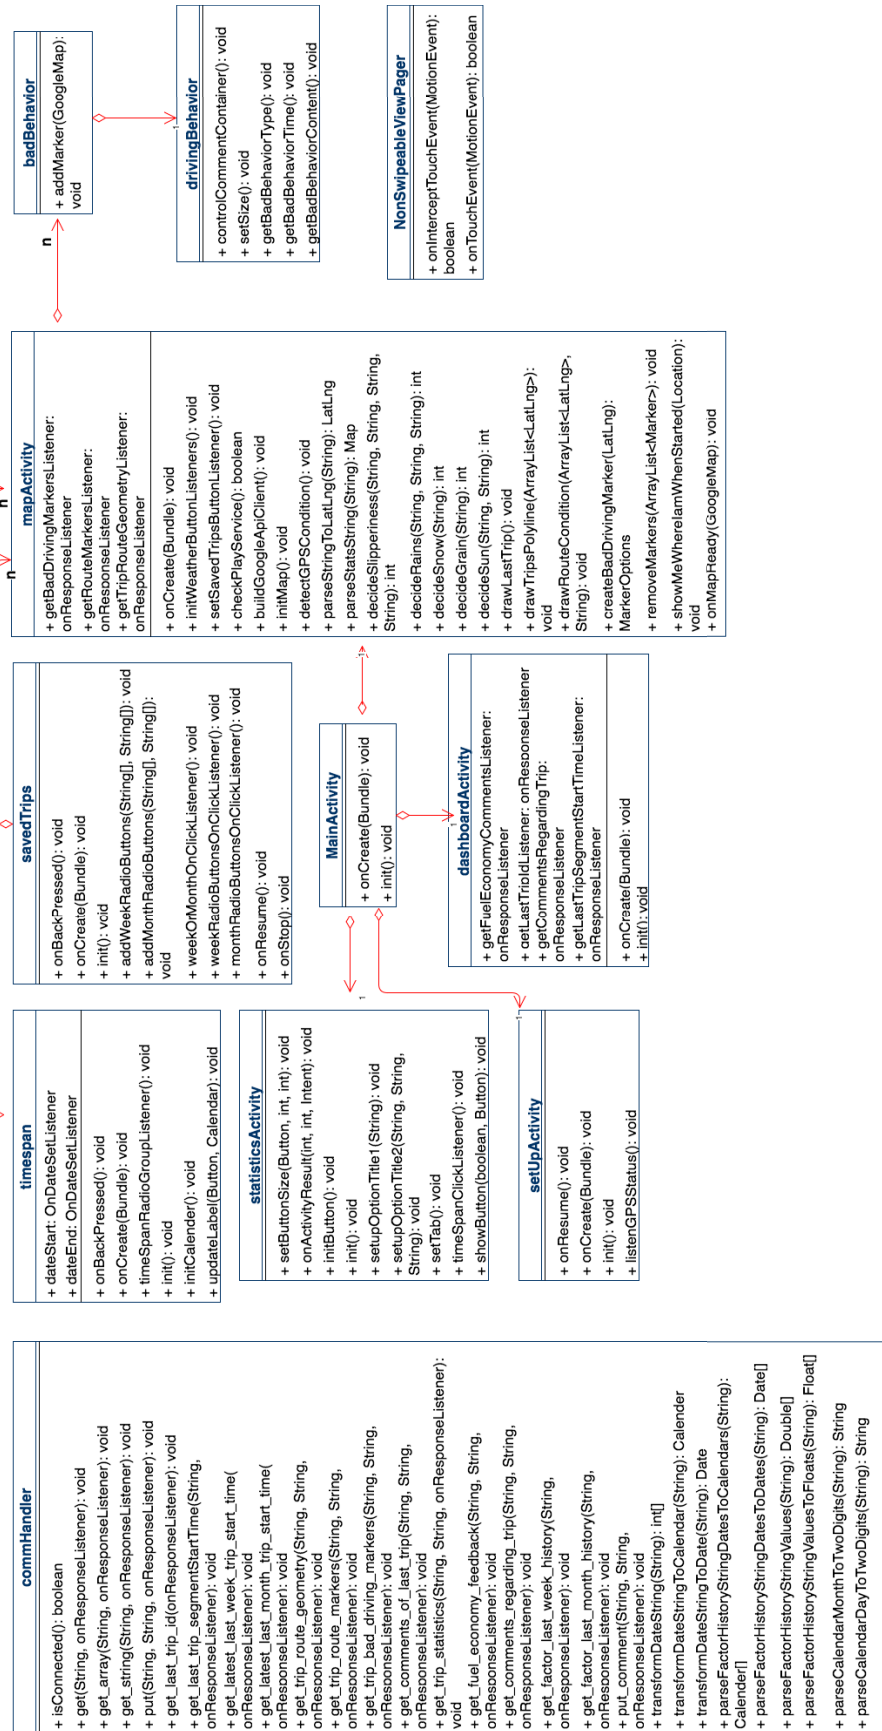 commHandler
+ isConnected(): boolean
+ get(String, onResponseListener): void
+ get_array(String, onResponseListener): void
+ get_string(String, onResponseListener): void
+ put(String, String, onResponseListener): void
+ get_last_trip_id(onResponseListener): void
+ get_last_trip_segmentStartTime(String,
onResponseListener): void
+ get_latest_last_week_trip_start_time(
onResponseListener): void
+ get_latest_last_month_trip_start_time(
onResponseListener): void
+ get_trip_route_geometry(String, String,
onResponseListener): void
+ get_trip_route_markers(String, String,
onResponseListener): void
+ get_trip_bad_driving_markers(String, String,
onResponseListener): void
+ get_comments_of_last_trip(String, String,
onResponseListener): void
+ get_trip_statistics(String, String, onResponseListener):
void
+ get_fuel_economy_feedback(String, String,
onResponseListener): void
+ get_comments_regarding_trip(String, String,
onResponseListener): void
+ get_factor_last_week_history(String,
onResponseListener): void
+ get_factor_last_month_history(String,
onResponseListener): void
+ put_comment(String, String,
onResponseListener): void
+ transformDateString(String): int[]
+ transformDateStringToCalendar(String): Calender
+ transformDateStringToDate(String): Date
+ parseFactorHistoryStringDatesToCalendars(String):
Calender[]
+ parseFactorHistoryStringDatesToDates(String): Date[]
+ parseFactorHistoryStringValues(String): Double[]
+ parseFactorHistoryStringValuesToFloats(String): Float[]
+ parseCalendarMonthToTwoDigits(String): String
+ parseCalendarDayToTwoDigits(String): String
timespan
+ dateStart: OnDateSetListener
+ dateEnd: OnDateSetListener
+ onBackPressed(): void
+ onCreate(Bundle): void
+ timeSpanRadioGroupListener(): void
+ init(): void
+ initCalender(): void
+ updateLabel(Button, Calendar): void
statisticsActivity
+ setButtonSize(Button, int, int): void
+ onActivityResult(int, int, Intent): void
+ initButton(): void
+ init(): void
+ setupOptionTitle1(String): void
+ setupOptionTitle2(String, String,
String): void
+ setTab(): void
+ timeSpanClickListener(): void
+ showButton(boolean, Button): void
1
setUpActivity
+ onResume(): void
+ onCreate(Bundle): void
+ init(): void
+ listenGPSStatus(): void
1
savedTrips
+ onBackPressed(): void
+ onCreate(Bundle): void
+ init(): void
+ addWeekRadioButtons(String[], String[]): void
+ addMonthRadioButtons(String[], String[]):
void
+ weekOrMonthOnClickListener(): void
+ weekRadioButtonsOnClickListener(): void
+ monthRadioButtonsOnClickListener(): void
+ onResume(): void
+ onStop(): void
MainActivity
+ onCreate(Bundle): void
+ init(): void
1
dashboardActivity
+ getFuelEconomyCommentsListener:
onResponseListener
+ getLastTripIdListener: onResponseListener
+ getCommentsRegardingTrip:
onResponseListener
+ getLastTripSegmentStartTimeListener:
onResponseListener
+ onCreate(Bundle): void
+ init(): void
n
n
mapActivity
+ getBadDrivingMarkersListener:
onResponseListener
+ getRouteMarkersListener:
onResponseListener
+ getTripRouteGeometryListener:
onResponseListener
+ onCreate(Bundle): void
+ initWeatherButtonListeners(): void
+ setSavedTripsButtonListener(): void
+ checkPlayService(): boolean
+ buildGoogleApiClient(): void
+ initMap(): void
+ detectGPSCondition(): void
+ parseStringToLatLng(String): LatLng
+ parseStatsString(String): Map
+ decideSlipperiness(String, String, String,
String): int
+ decideRains(String, String, String): int
+ decideSnow(String): int
+ decideGrain(String): int
+ decideSun(String, String): int
+ drawLastTrip(): void
+ drawTripsPolyline(ArrayList<LatLng>):
void
+ drawRouteCondition(ArrayList<LatLng>,
String): void
+ createBadDrivingMarker(LatLng):
MarkerOptions
+ removeMarkers(ArrayList<Marker>): void
+ showMeWhereIamWhenStarted(Location):
void
+ onMapReady(GoogleMap): void
1
n
badBehavior
+ addMarker(GoogleMap):
void
1
drivingBehavior
+ controlCommentContainer(): void
+ setSize(): void
+ getBadBehaviorType(): void
+ getBadBehaviorTime(): void
+ getBadBehaviorContent(): void
NonSwipeableViewPager
+ onInterceptTouchEvent(MotionEvent):
boolean
+ onTouchEvent(MotionEvent): boolean